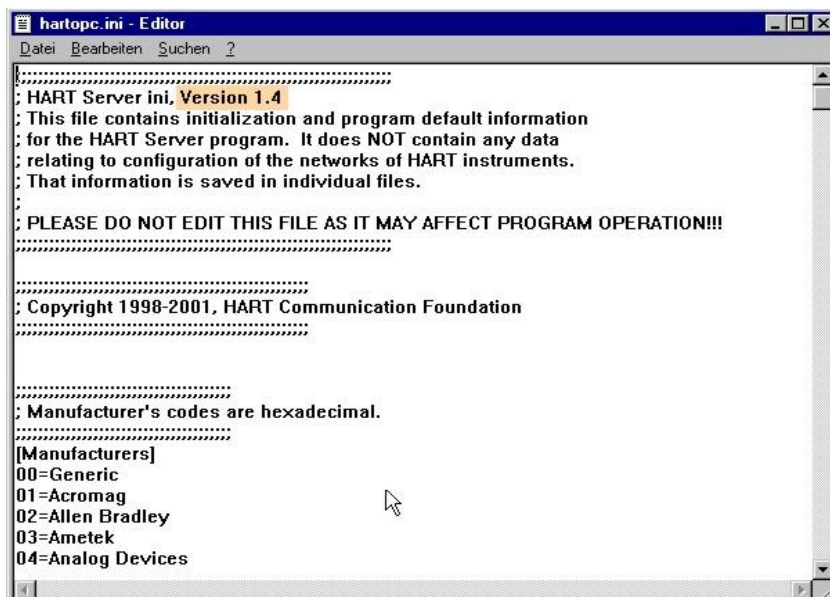 hartopc.ini - Editor
Datei Bearbeiten Suchen ?
;;;;;;;;;;;;;;;;;;;;;;;;;;;;;;;;;;;;;;;;;;;;;;;;;;;;;;;;;;;;;;;;;
; HART Server ini, Version 1.4
; This file contains initialization and program default information
; for the HART Server program.  It does NOT contain any data
; relating to configuration of the networks of HART instruments.
; That information is saved in individual files.
;
; PLEASE DO NOT EDIT THIS FILE AS IT MAY AFFECT PROGRAM OPERATION!!!
;;;;;;;;;;;;;;;;;;;;;;;;;;;;;;;;;;;;;;;;;;;;;;;;;;;;;;;;;;;;;;;;;
;;;;;;;;;;;;;;;;;;;;;;;;;;;;;;;;;;;;;;;;;;;;;;;;;;
; Copyright 1998-2001, HART Communication Foundation
;;;;;;;;;;;;;;;;;;;;;;;;;;;;;;;;;;;;;;;;;;;;;;;;;;
;;;;;;;;;;;;;;;;;;;;;;;;;;;;;;;;;;;;;
; Manufacturer's codes are hexadecimal.
;;;;;;;;;;;;;;;;;;;;;;;;;;;;;;;;;;;;;
[Manufacturers]
00=Generic
01=Acromag
02=Allen Bradley
03=Ametek
04=Analog Devices